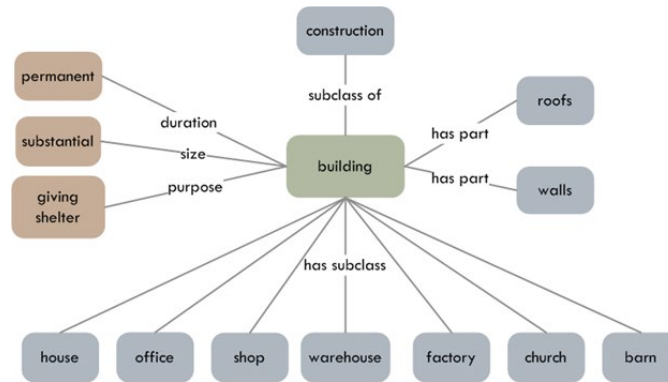 construction
permanent
subclass of
roofs
duration
substantial
has part
size
building
has part
giving
shelter
purpose
walls
has subclass
house
office
shop
warehouse
factory
church
barn